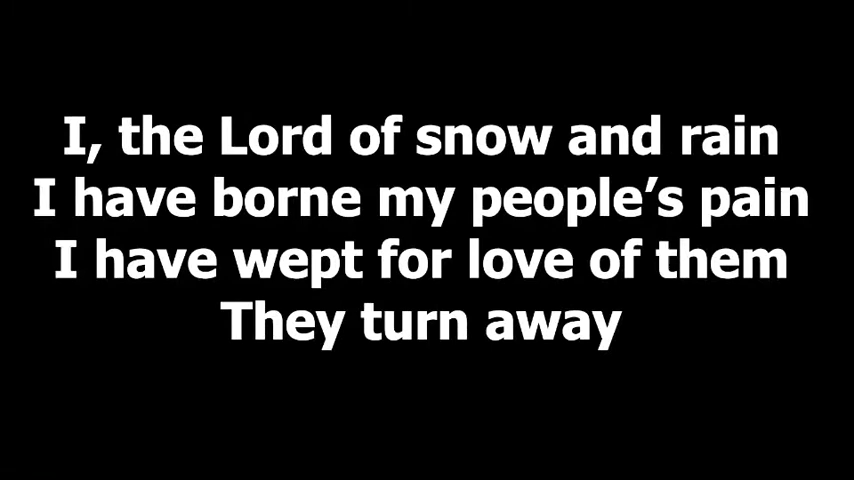 I, the Lord of snow and rain
I have borne my people’s pain
I have wept for love of them
They turn away